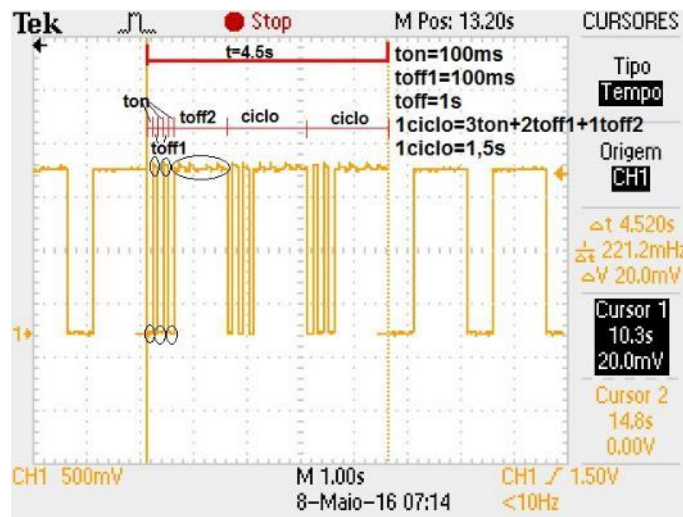 Tek Stop M Pos: 13.20s CURSORES
t=4.5s
ton=100ms
toff1=100ms
toff=1s
1ciclo=3ton+2toff1+1toff2
1ciclo=1,5s
ton
toff2 ciclo ciclo
toff1
Tipo
Tempo
Origem
CH1
Δt 4.520s
1/Δt 221.2mHz
ΔV 20.0mV
Cursor 1
10.3s
20.0mV
Cursor 2
14.8s
0.00V
1
CH1 500mV M 1.00s CH1 1.50V
8-Maio-16 07:14 <10Hz